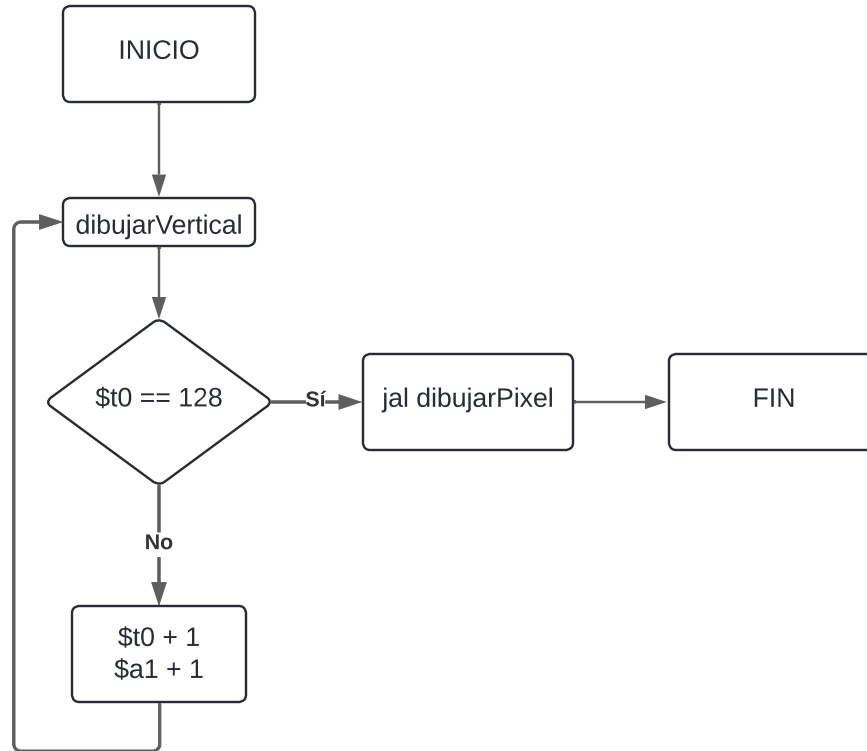 INICIO
dibujarVertical
$t0 == 128
Sí
jal dibujarPixel
FIN
No
$t0 + 1
$a1 + 1